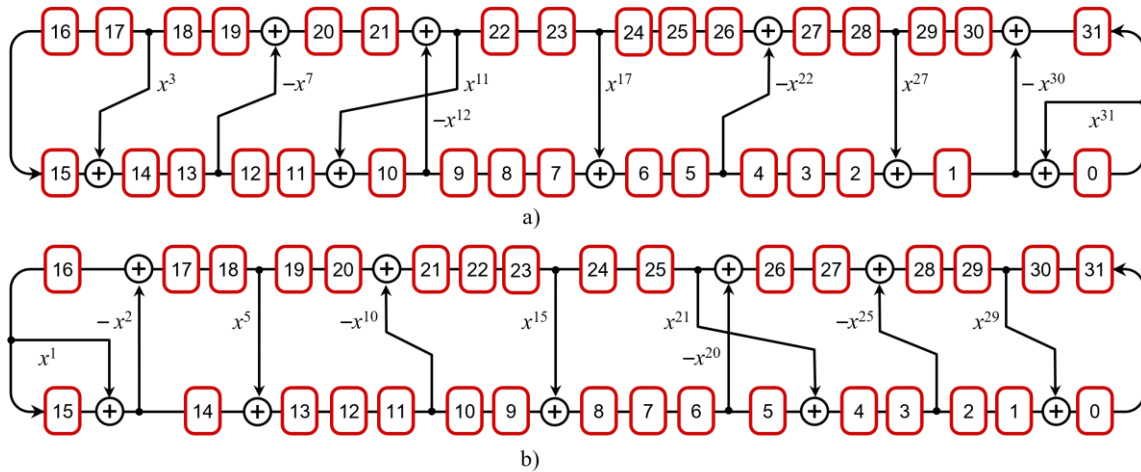 16 17 18 19 20 21 22 23 24 25 26 27 28 29 30 31
x³ –x⁷ x¹¹ x¹⁷ –x²² x²⁷ – x³⁰
–x¹² x³¹
15 14 13 12 11 10 9 8 7 6 5 4 3 2 1 0
a)
16 17 18 19 20 21 22 23 24 25 26 27 28 29 30 31
– x² x⁵ –x¹⁰ x¹⁵ x²¹ –x²⁵ x²⁹
x¹ –x²⁰
15 14 13 12 11 10 9 8 7 6 5 4 3 2 1 0
b)